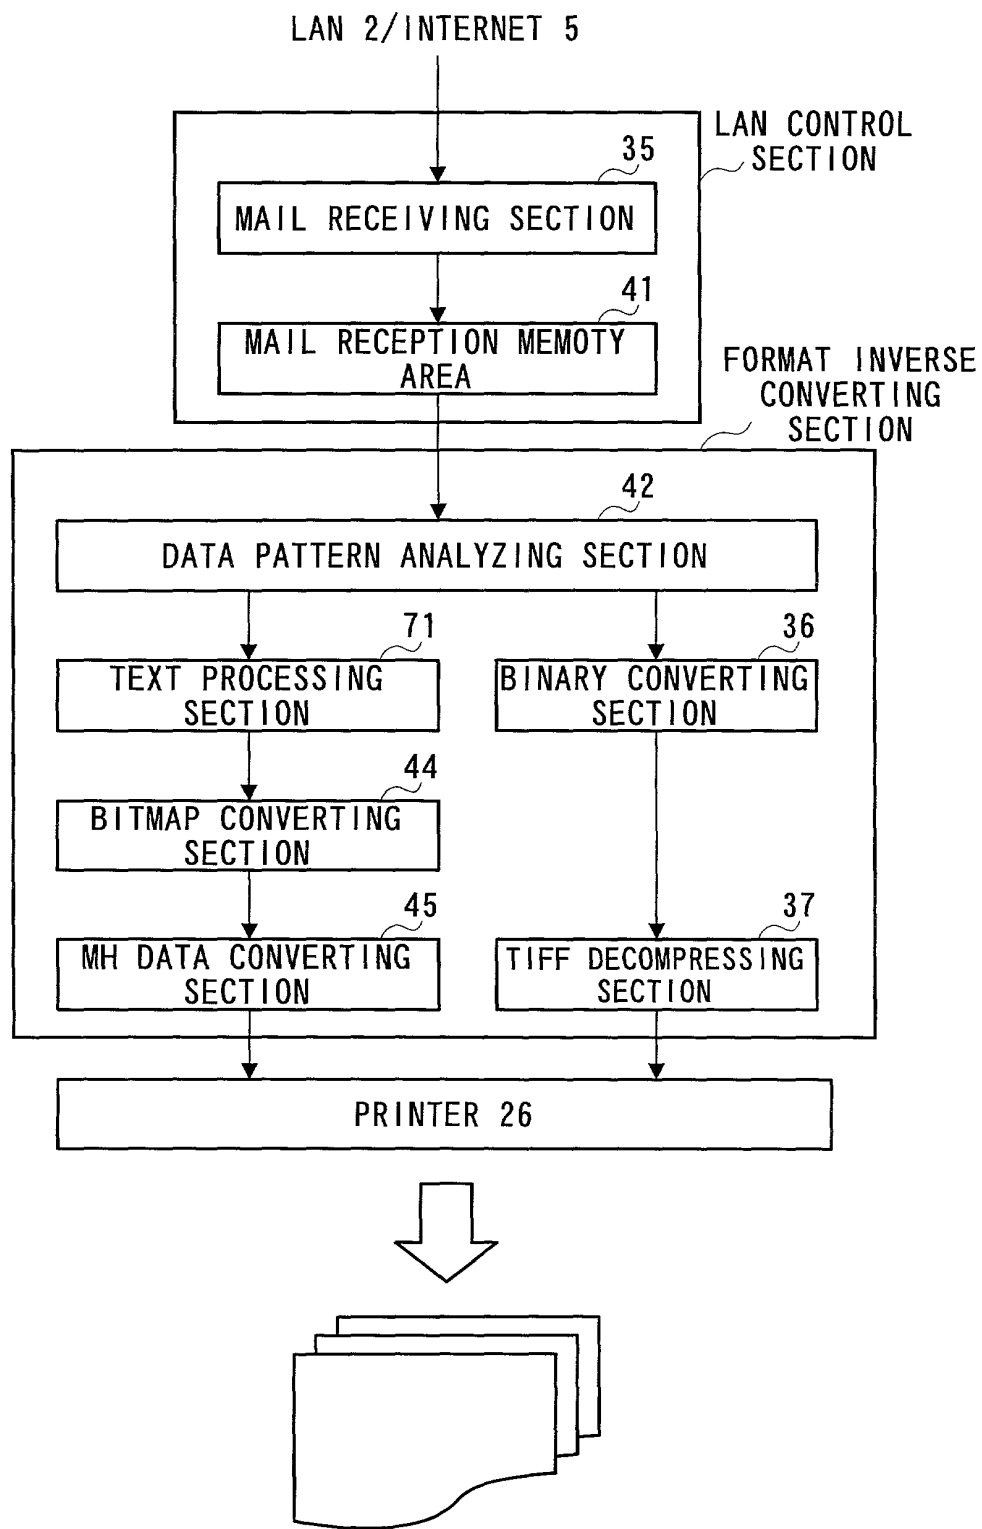 LAN 2/INTERNET 5
LAN CONTROL
SECTION
35
MAIL RECEIVING SECTION
41
MAIL RECEPTION MEMOTY
AREA
FORMAT INVERSE
CONVERTING
SECTION
42
DATA PATTERN ANALYZING SECTION
71
TEXT PROCESSING
SECTION
36
BINARY CONVERTING
SECTION
44
BITMAP CONVERTING
SECTION
45
MH DATA CONVERTING
SECTION
37
TIFF DECOMPRESSING
SECTION
PRINTER 26